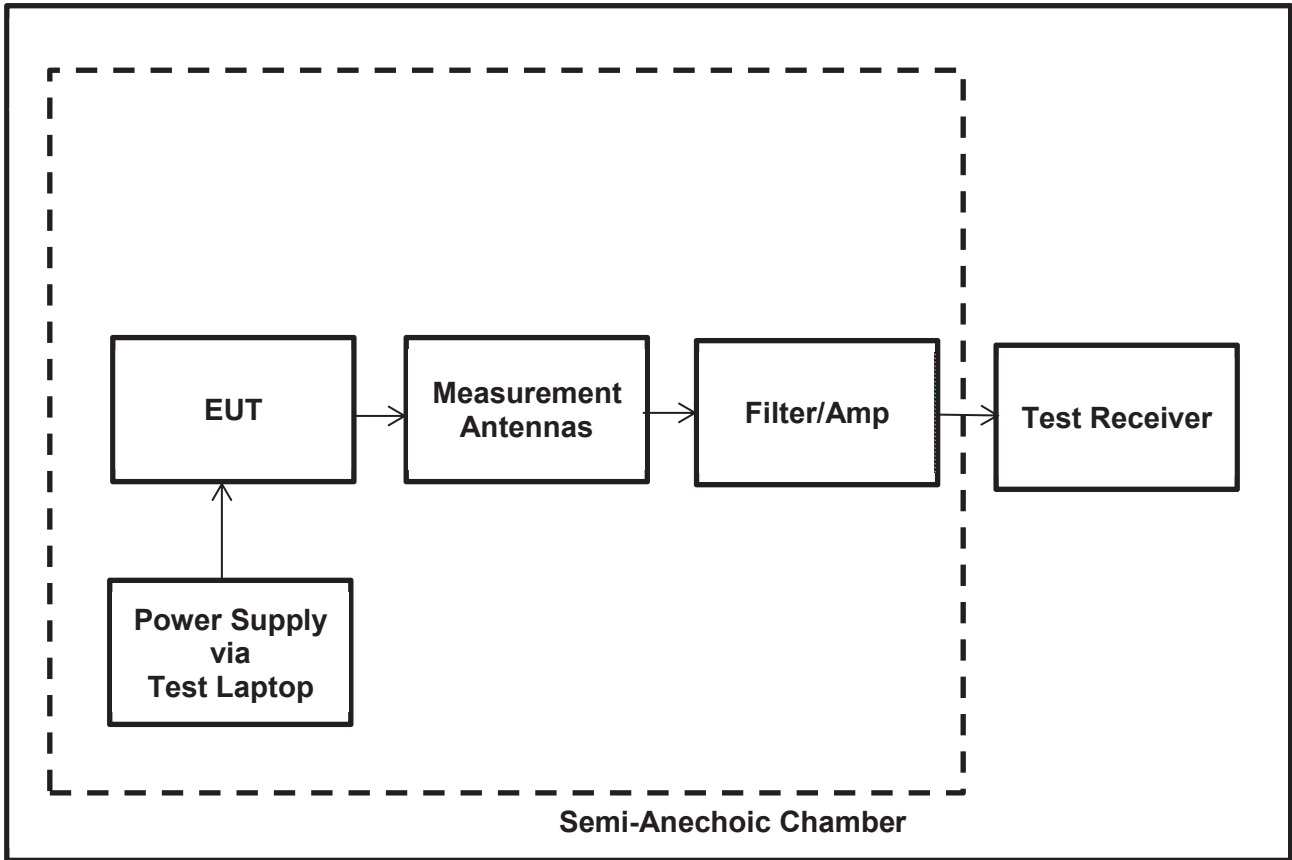 EUT
Measurement
Antennas
Filter/Amp
Test Receiver
Power Supply
via
Test Laptop
Semi-Anechoic Chamber